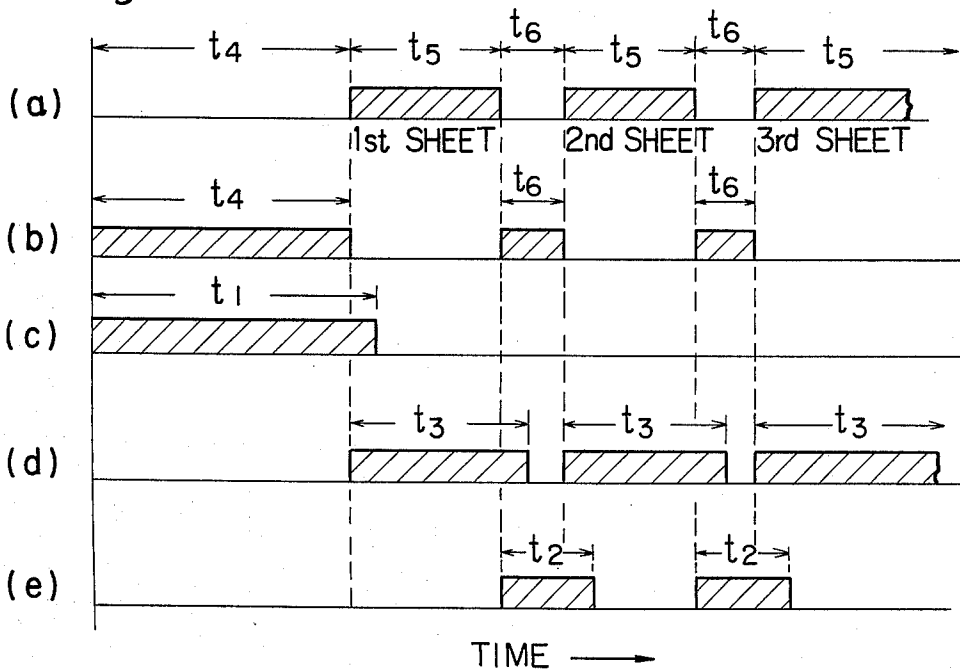 t4 t5 t6 t5 t6 t5
(a)
1st SHEET 2nd SHEET 3rd SHEET
t4 t6 t6
(b)
t1
(c)
t3 t3 t3
(d)
t2 t2
(e)
TIME